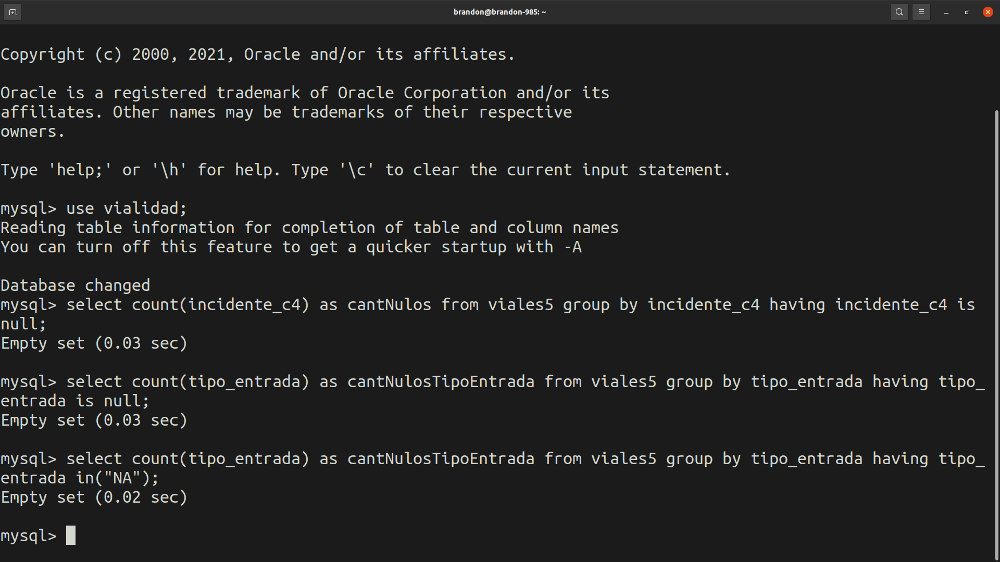 brandon@brandon-985: ~
Copyright (c) 2000, 2021, Oracle and/or its affiliates.
Oracle is a registered trademark of Oracle Corporation and/or its
affiliates. Other names may be trademarks of their respective
owners.
Type 'help;' or '\h' for help. Type '\c' to clear the current input statement.
mysql> use vialidad;
Reading table information for completion of table and column names
You can turn off this feature to get a quicker startup with -A
Database changed
mysql> select count(incidente_c4) as cantNulos from viales5 group by incidente_c4 having incidente_c4 is
null;
Empty set (0.03 sec)
mysql> select count(tipo_entrada) as cantNulosTipoEntrada from viales5 group by tipo_entrada having tipo_
entrada is null;
Empty set (0.03 sec)
mysql> select count(tipo_entrada) as cantNulosTipoEntrada from viales5 group by tipo_entrada having tipo_
entrada in("NA");
Empty set (0.02 sec)
mysql>